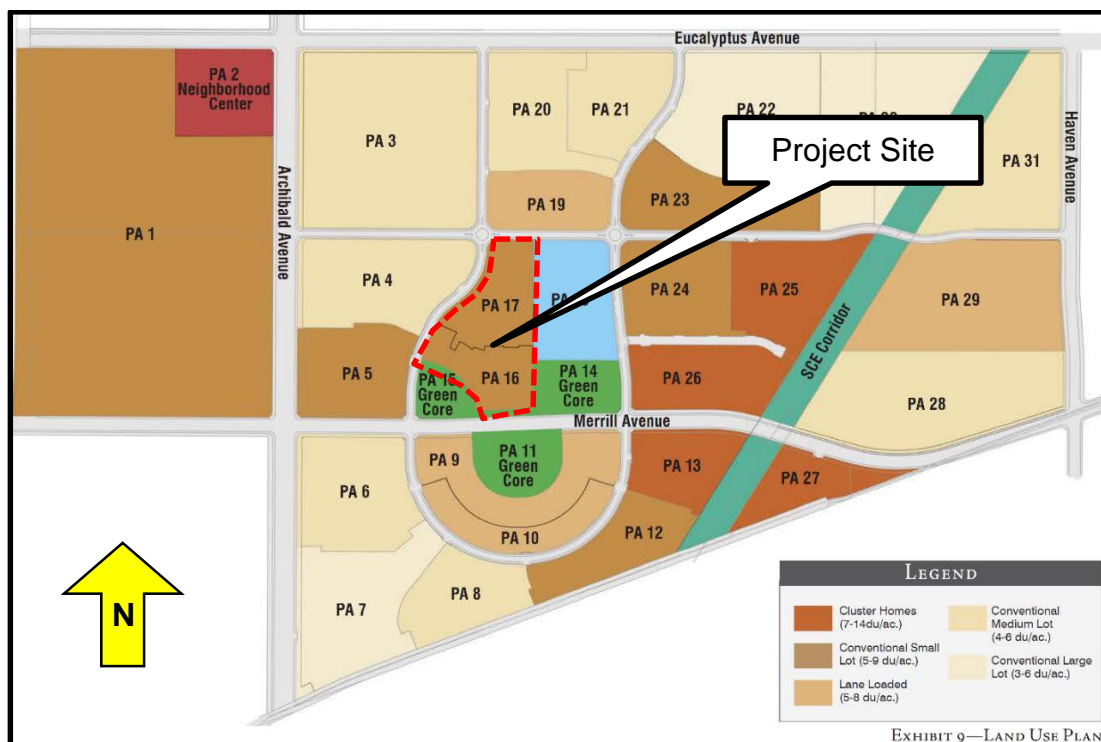 Eucalyptus Avenue
PA 2
Neighborhood
Center
PA 20
PA 21
PA 22
PA 3
Project Site
PA 31
Haven Avenue
Archibald Avenue
PA 1
PA 19
PA 23
PA 4
PA 17
PA 24
PA 25
PA 29
SCE Corridor
PA 5
PA 15
Green
Core
PA 16
PA 14
Green
Core
PA 26
PA 28
Merrill Avenue
PA 9
PA 11
Green
Core
PA 13
PA 27
PA 6
PA 10
PA 12
PA 7
PA 8
N
LEGEND
Cluster Homes
(7-14du/ac.)
Conventional Small
Lot (5-9 du/ac.)
Lane Loaded
(5-8 du/ac.)
Conventional
Medium Lot
(4-6 du/ac.)
Conventional Large
Lot (3-6 du/ac.)
EXHIBIT 9—LAND USE PLAN